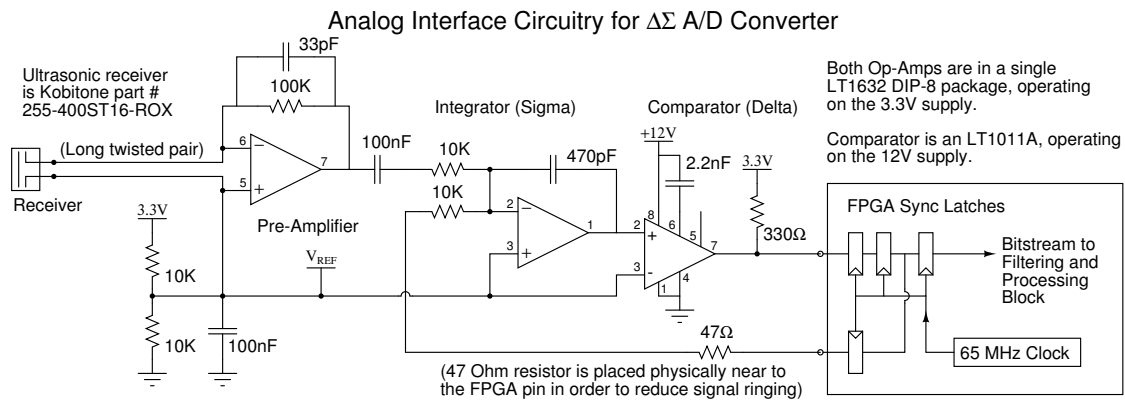 Analog Interface Circuitry for ΔΣ A/D Converter
33pF
100K
Ultrasonic receiver
is Kobitone part #
255-400ST16-ROX
(Long twisted pair)
Receiver
6
5
7
Pre-Amplifier
3.3V
10K
10K
100nF
V_REF
100nF
Integrator (Sigma)
10K
10K
470pF
2
3
1
Comparator (Delta)
+12V
2.2nF
3.3V
8
6
5
2
3
7
1
4
330Ω
47Ω
(47 Ohm resistor is placed physically near to
the FPGA pin in order to reduce signal ringing)
Both Op-Amps are in a single
LT1632 DIP-8 package, operating
on the 3.3V supply.
Comparator is an LT1011A, operating
on the 12V supply.
FPGA Sync Latches
Bitstream to
Filtering and
Processing
Block
65 MHz Clock